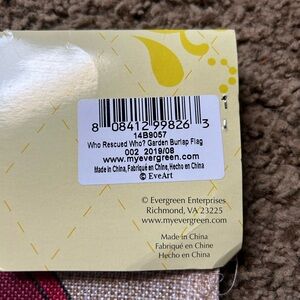 8 08412 99826 3
14B9057
Who Rescued Who? Garden Burlap Flag
002 2019/08
www.myevergreen.com
Made in China, Fabriqué en Chine, Hecho en China
© EveArt
© Evergreen Enterprises
Richmond, VA 23225
www.myevergreen.com
Made in China
Fabriqué en Chine
Hecho en China